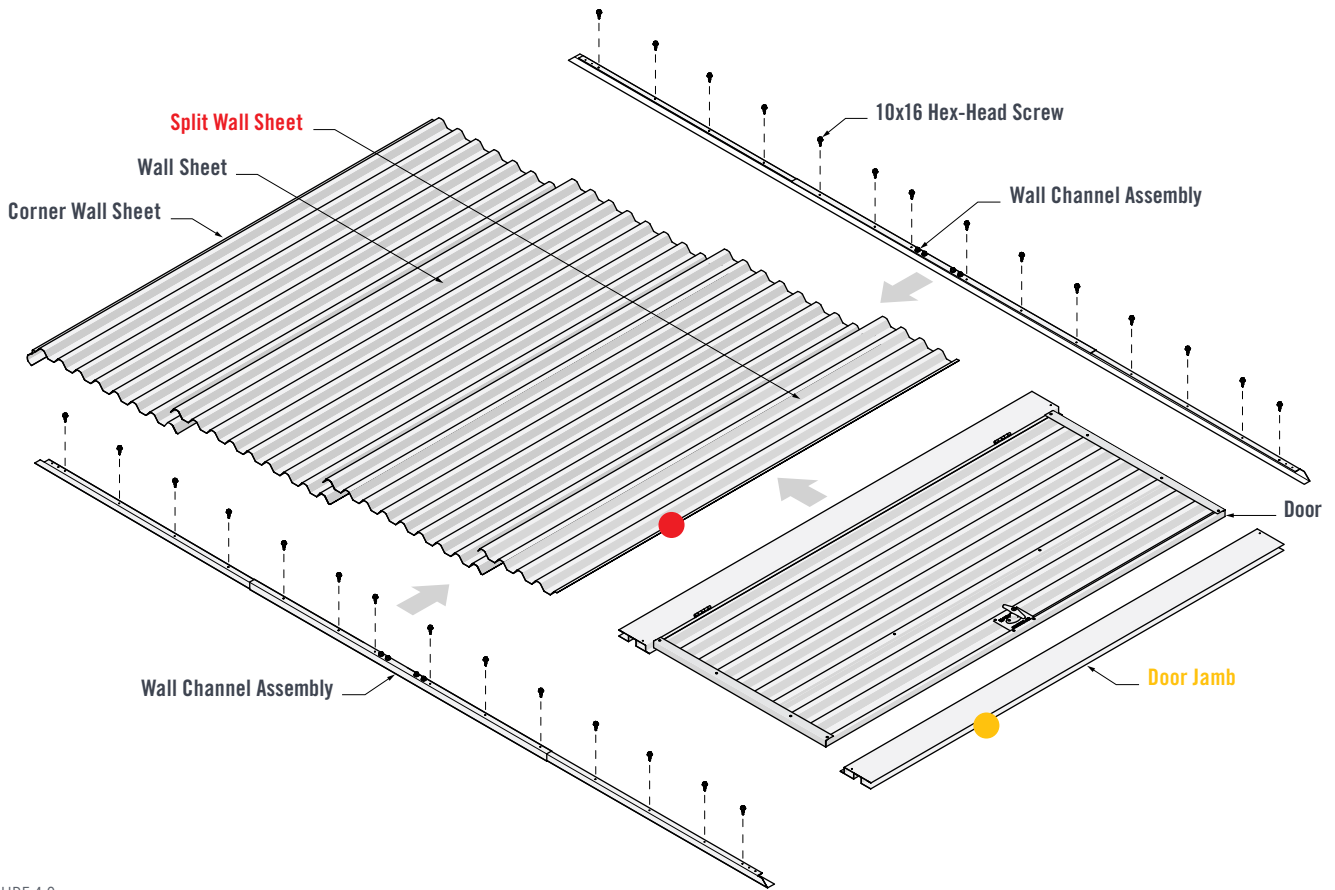 10x16 Hex-Head Screw
Split Wall Sheet
Wall Sheet
Wall Channel Assembly
Corner Wall Sheet
Door
Door Jamb
Wall Channel Assembly